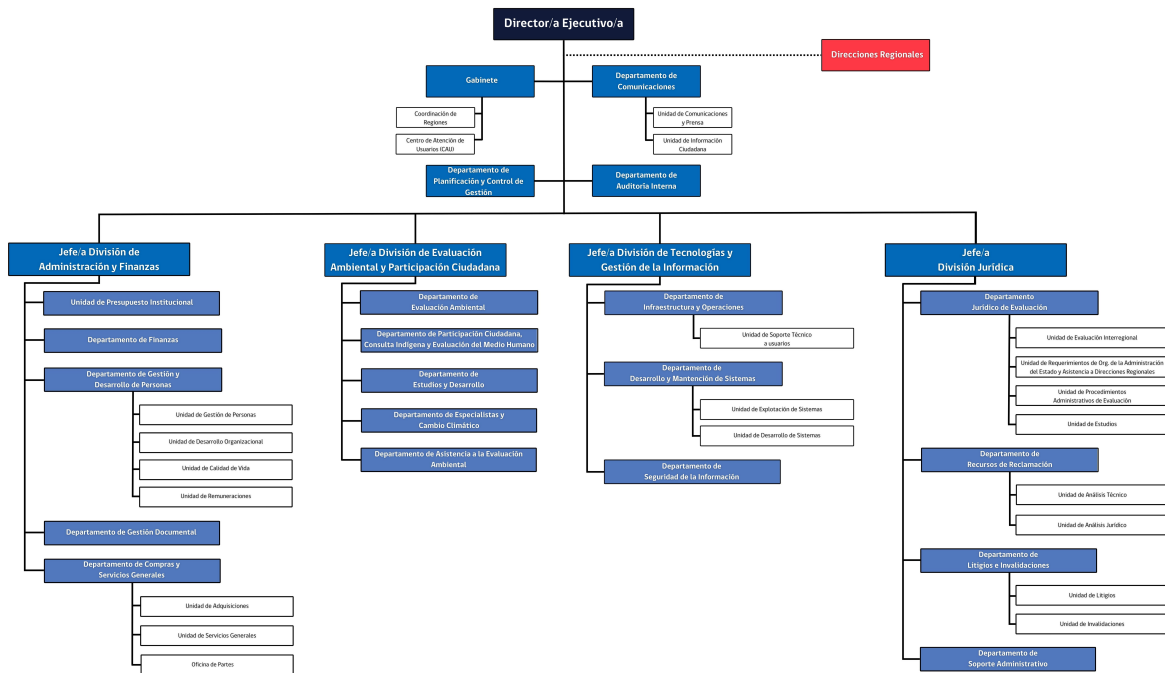 Director/a Ejecutivo/a
Direcciones Regionales
Gabinete
Departamento de
Comunicaciones
Coordinación de
Regiones
Centro de Atención de
Usuarios (CAU)
Unidad de Comunicaciones
y Prensa
Unidad de Información
Ciudadana
Departamento de
Planificación y Control de
Gestión
Departamento de
Auditoría Interna
Jefe/a División de
Administración y Finanzas
Unidad de Presupuesto Institucional
Departamento de Finanzas
Departamento de Gestión y
Desarrollo de Personas
Unidad de Gestión de Personas
Unidad de Desarrollo Organizacional
Unidad de Calidad de Vida
Unidad de Remuneraciones
Departamento de Gestión Documental
Departamento de Compras y
Servicios Generales
Unidad de Adquisiciones
Unidad de Servicios Generales
Oficina de Partes
Jefe/a División de Evaluación
Ambiental y Participación Ciudadana
Departamento de
Evaluación Ambiental
Departamento de Participación Ciudadana,
Consulta Indígena y Evaluación del Medio Humano
Departamento de
Estudios y Desarrollo
Departamento de Especialistas y
Cambio Climático
Departamento de Asistencia a la Evaluación
Ambiental
Jefe/a División de Tecnologías y
Gestión de la Información
Departamento de
Infraestructura y Operaciones
Unidad de Soporte Técnico
a usuarios
Departamento de
Desarrollo y Mantención de Sistemas
Unidad de Explotación de Sistemas
Unidad de Desarrollo de Sistemas
Departamento de
Seguridad de la Información
Jefe/a
División Jurídica
Departamento
Jurídico de Evaluación
Unidad de Evaluación Interregional
Unidad de Requerimientos de Org. de la Administración
del Estado y Asistencia a Direcciones Regionales
Unidad de Procedimientos
Administrativos de Evaluación
Unidad de Estudios
Departamento de
Recursos de Reclamación
Unidad de Análisis Técnico
Unidad de Análisis Jurídico
Departamento de
Litigios e Invalidaciones
Unidad de Litigios
Unidad de Invalidaciones
Departamento de
Soporte Administrativo